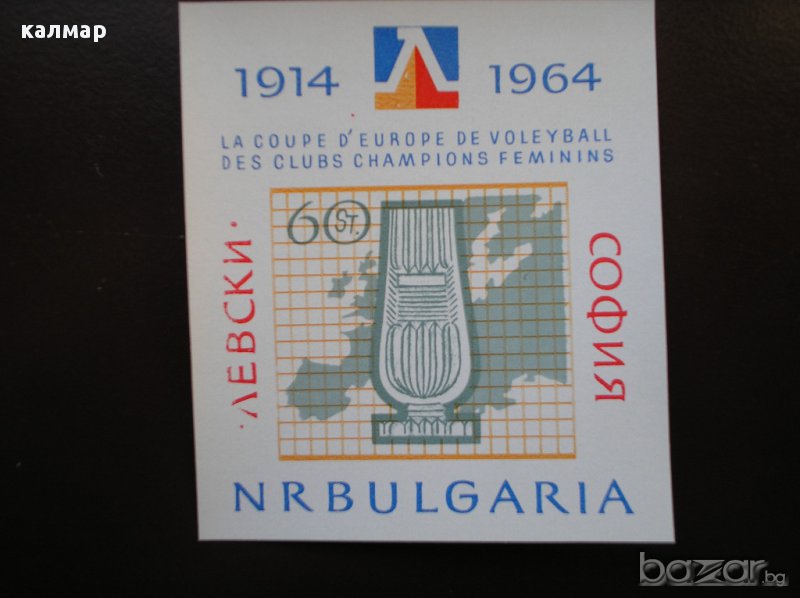 калмар
1914 Λ 1964
LA COUPE D'EUROPE DE VOLEYBALL
DES CLUBS CHAMPIONS FEMININS
60 ST.
·ЛЕВСКИ·
СОФИЯ
NRBULGARIA
bazar.bg